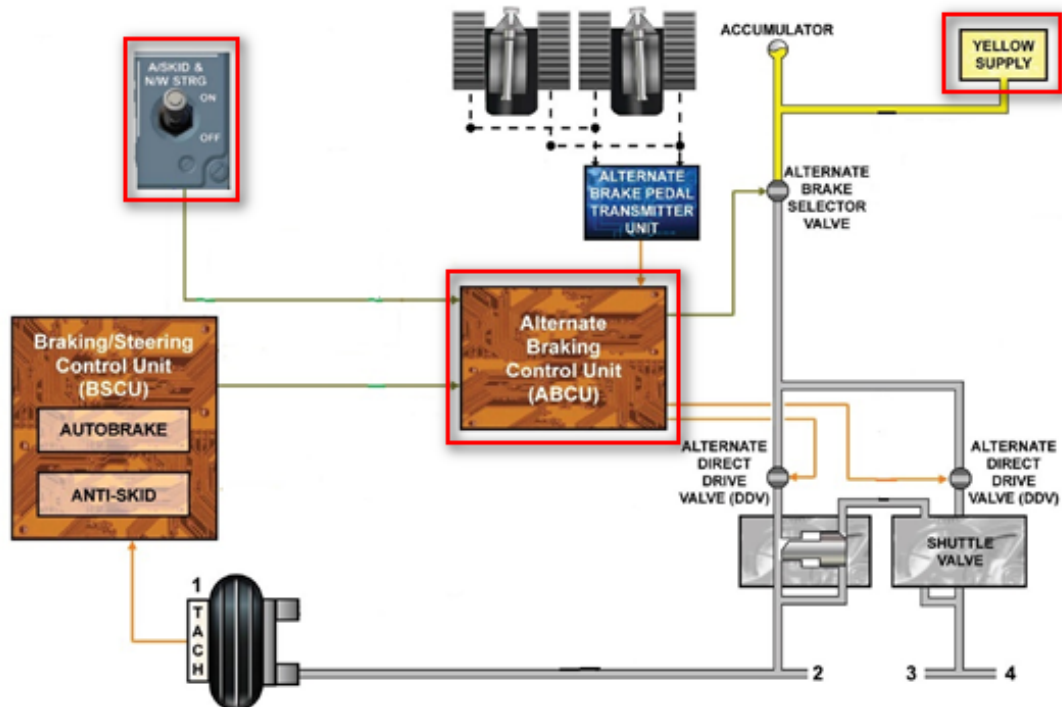 A/SKID &
N/W STRG
ON
OFF
ACCUMULATOR
YELLOW
SUPPLY
ALTERNATE
BRAKE PEDAL
TRANSMITTER
UNIT
ALTERNATE
BRAKE
SELECTOR
VALVE
Braking/Steering
Control Unit
(BSCU)
AUTOBRAKE
ANTI-SKID
Alternate
Braking
Control Unit
(ABCU)
ALTERNATE
DIRECT
DRIVE
VALVE (DDV)
ALTERNATE
DIRECT
DRIVE
VALVE (DDV)
SHUTTLE
VALVE
1
TACH
2
3
4